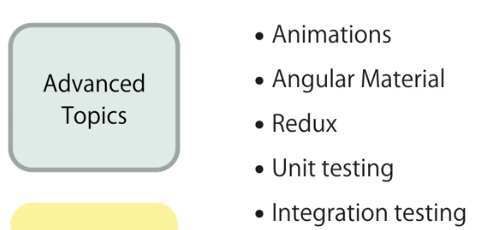 Advanced
Topics
• Animations
• Angular Material
• Redux
• Unit testing
• Integration testing